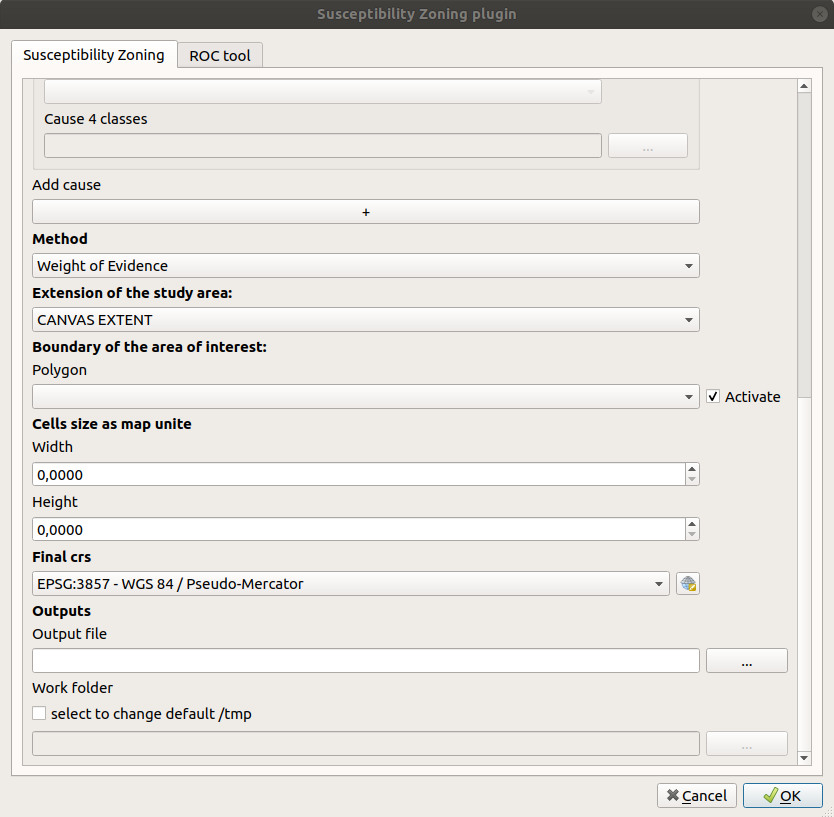 Susceptibility Zoning plugin
Susceptibility Zoning
ROC tool
Cause 4 classes
...
Add cause
+
Method
Weight of Evidence
Extension of the study area:
CANVAS EXTENT
Boundary of the area of interest:
Polygon
Activate
Cells size as map unite
Width
0,0000
Height
0,0000
Final crs
EPSG:3857 - WGS 84 / Pseudo-Mercator
Outputs
Output file
...
Work folder
select to change default /tmp
...
Cancel
OK